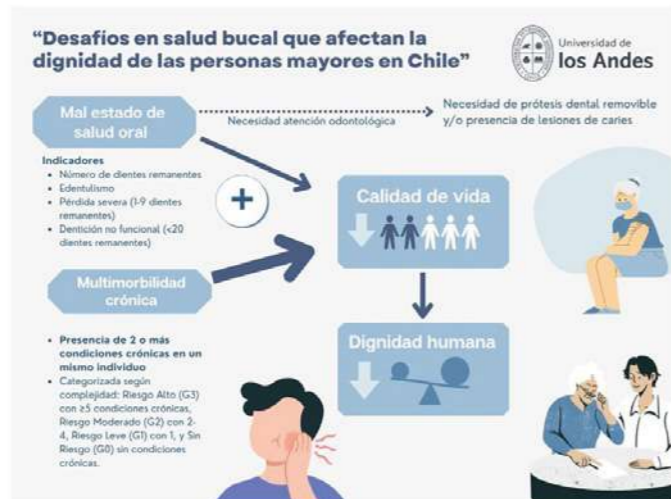 “Desafíos en salud bucal que afectan la
dignidad de las personas mayores en Chile”
Universidad de
los Andes
Mal estado de
salud oral
Necesidad atención odontológica
Necesidad de prótesis dental removible
y/o presencia de lesiones de caries
Indicadores
• Número de dientes remanentes
• Edentulismo
• Pérdida severa (1-9 dientes
remanentes)
• Dentición no funcional (<20
dientes remanentes)
+
Calidad de vida
Multimorbilidad
crónica
• Presencia de 2 o más
condiciones crónicas en un
mismo individuo
• Categorizada según
complejidad: Riesgo Alto (G3)
con ≥5 condiciones crónicas,
Riesgo Moderado (G2) con 2-
4, Riesgo Leve (G1) con 1, y Sin
Riesgo (G0) sin condiciones
crónicas.
Dignidad humana